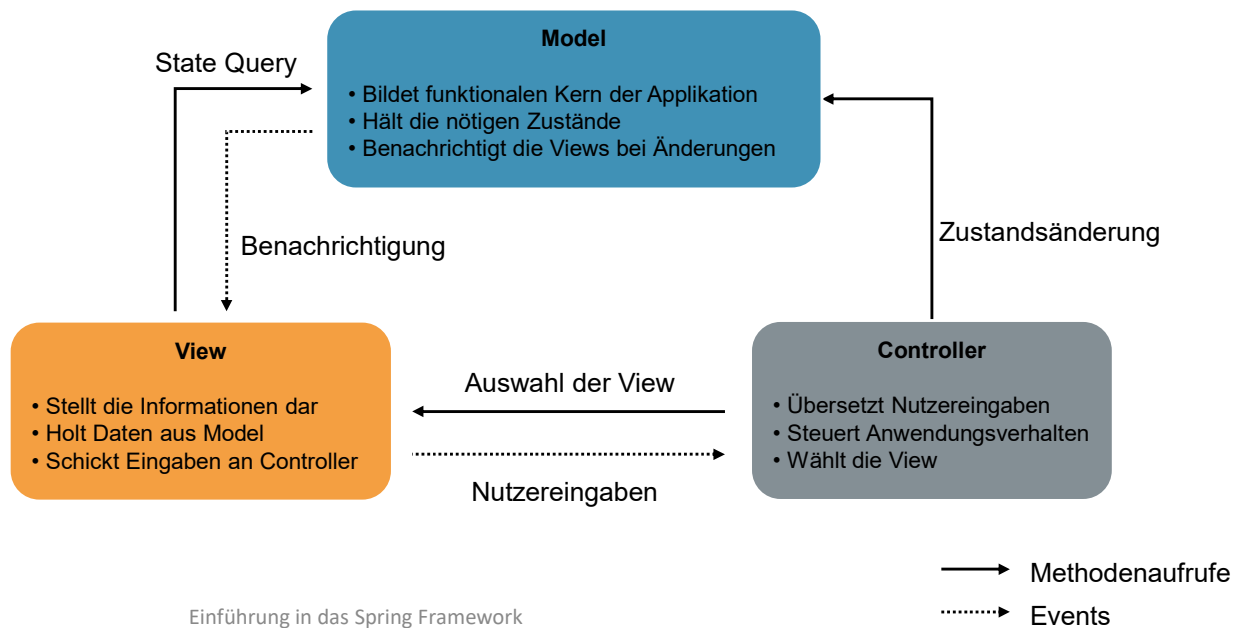 Model
State Query
• Bildet funktionalen Kern der Applikation
• Hält die nötigen Zustände
• Benachrichtigt die Views bei Änderungen
Benachrichtigung
Zustandsänderung
View
• Stellt die Informationen dar
• Holt Daten aus Model
• Schickt Eingaben an Controller
Auswahl der View
Nutzereingaben
Controller
• Übersetzt Nutzereingaben
• Steuert Anwendungsverhalten
• Wählt die View
Methodenaufrufe
Events
Einführung in das Spring Framework